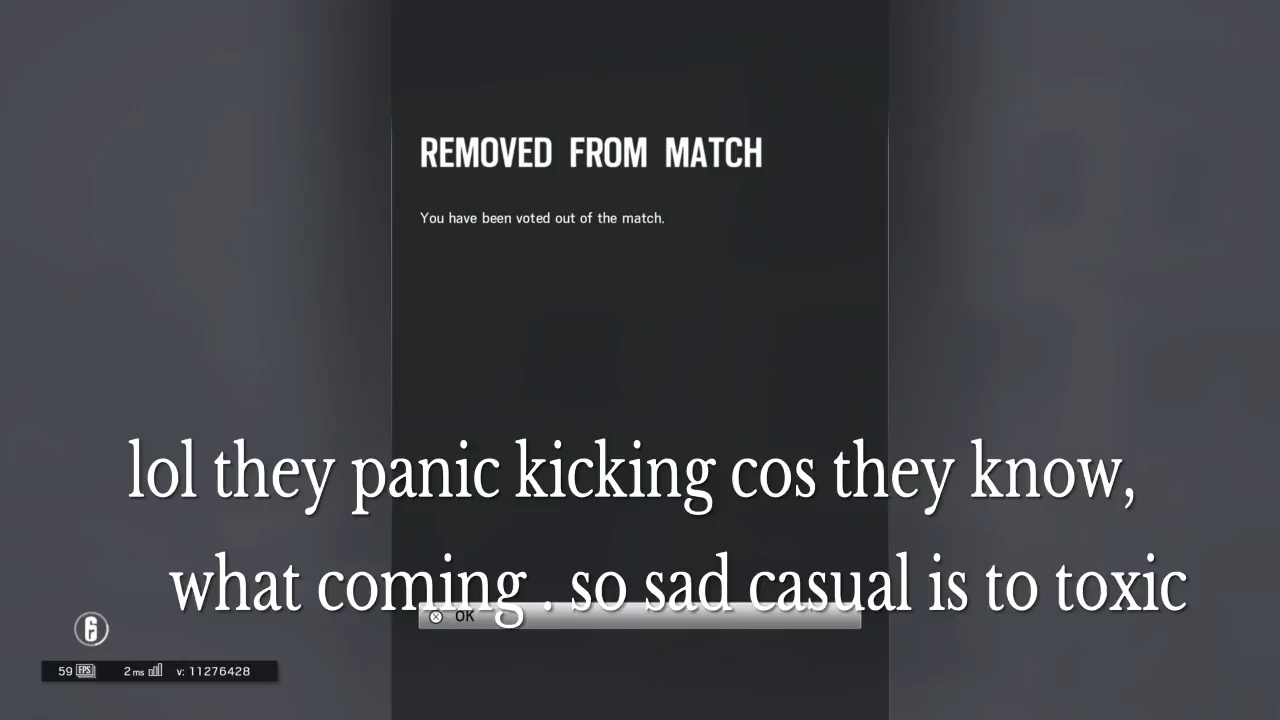 REMOVED FROM MATCH
You have been voted out of the match.
lol they panic kicking cos they know,
what coming . so sad casual is to toxic
OK
6
59 FPS 2 ms v: 11276428